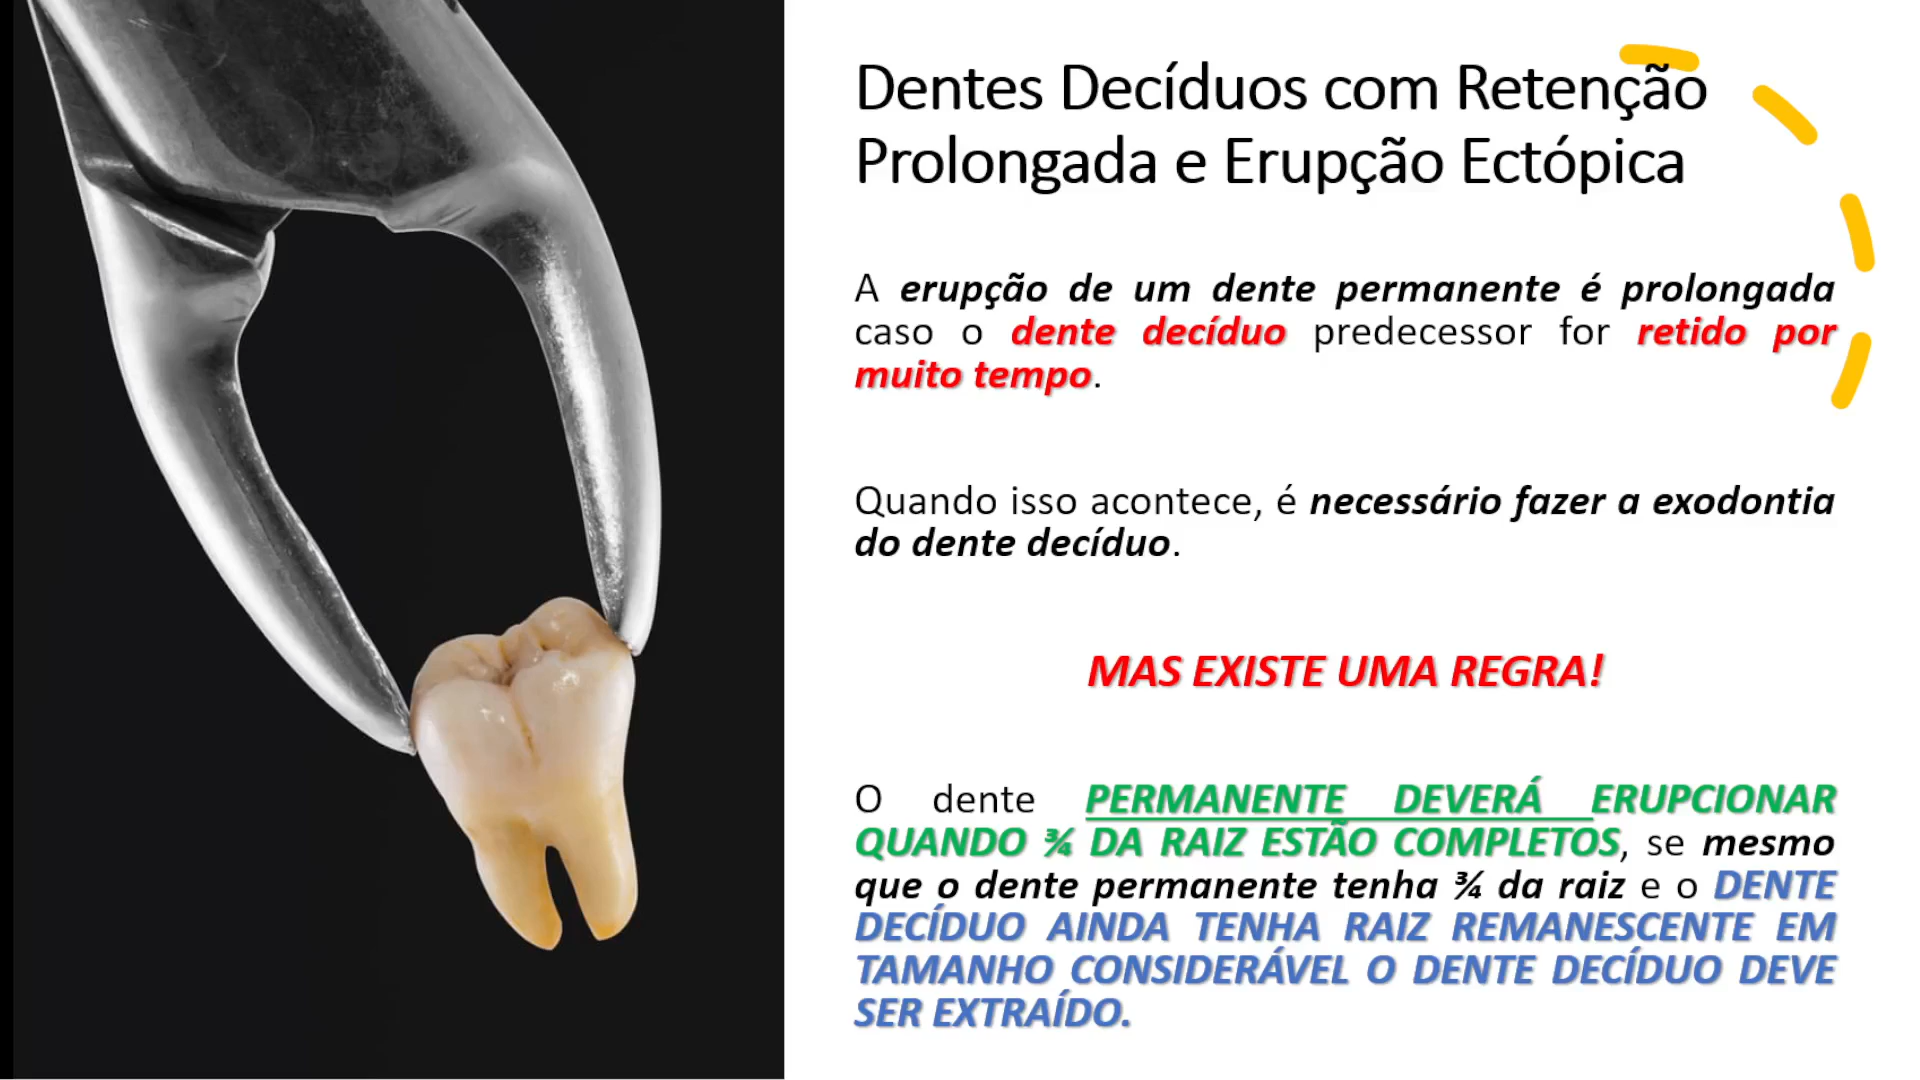 Dentes Decíduos com Retenção
Prolongada e Erupção Ectópica
A erupção de um dente permanente é prolongada
caso o dente decíduo predecessor for retido por
muito tempo.
Quando isso acontece, é necessário fazer a exodontia
do dente decíduo.
MAS EXISTE UMA REGRA!
O dente PERMANENTE DEVERÁ ERUPCIONAR
QUANDO ¾ DA RAIZ ESTÃO COMPLETOS, se mesmo
que o dente permanente tenha ¾ da raiz e o DENTE
DECÍDUO AINDA TENHA RAIZ REMANESCENTE EM
TAMANHO CONSIDERÁVEL O DENTE DECÍDUO DEVE
SER EXTRAÍDO.